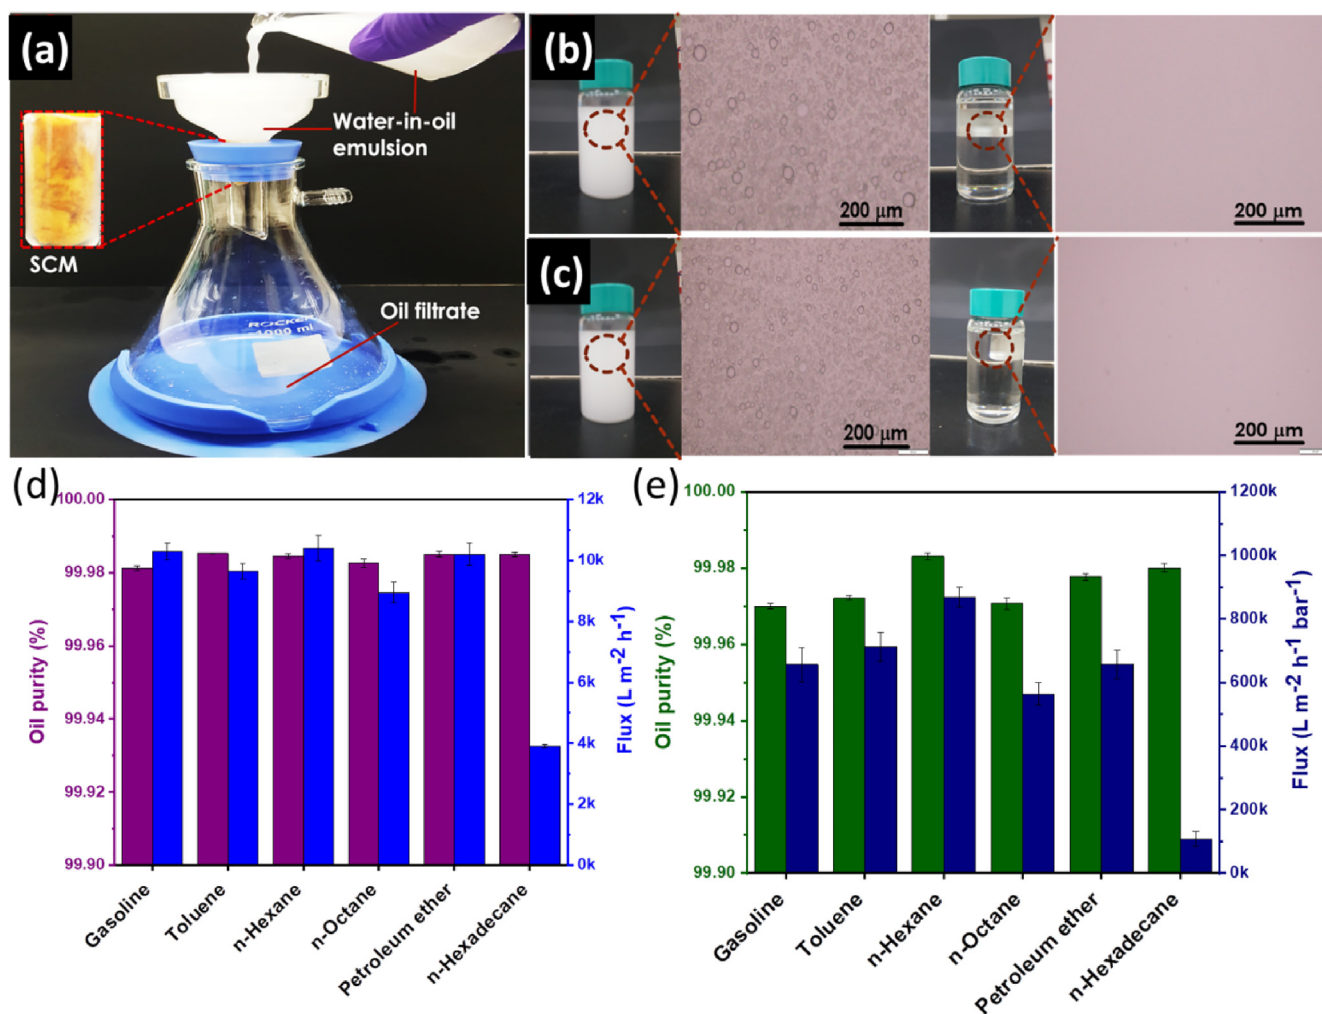 (a)
Water-in-oil
emulsion
SCM
Oil filtrate
ROCKER
1000 ml
(b)
200 µm
200 µm
(c)
200 µm
200 µm
(d)
100.00
99.98
99.96
99.94
99.92
99.90
Oil purity (%)
12k
10k
8k
6k
4k
2k
0k
Flux (L m⁻² h⁻¹)
Gasoline
Toluene
n-Hexane
n-Octane
Petroleum ether
n-Hexadecane
(e)
100.00
99.98
99.96
99.94
99.92
99.90
Oil purity (%)
1200k
1000k
800k
600k
400k
200k
0k
Flux (L m⁻² h⁻¹ bar⁻¹)
Gasoline
Toluene
n-Hexane
n-Octane
Petroleum ether
n-Hexadecane